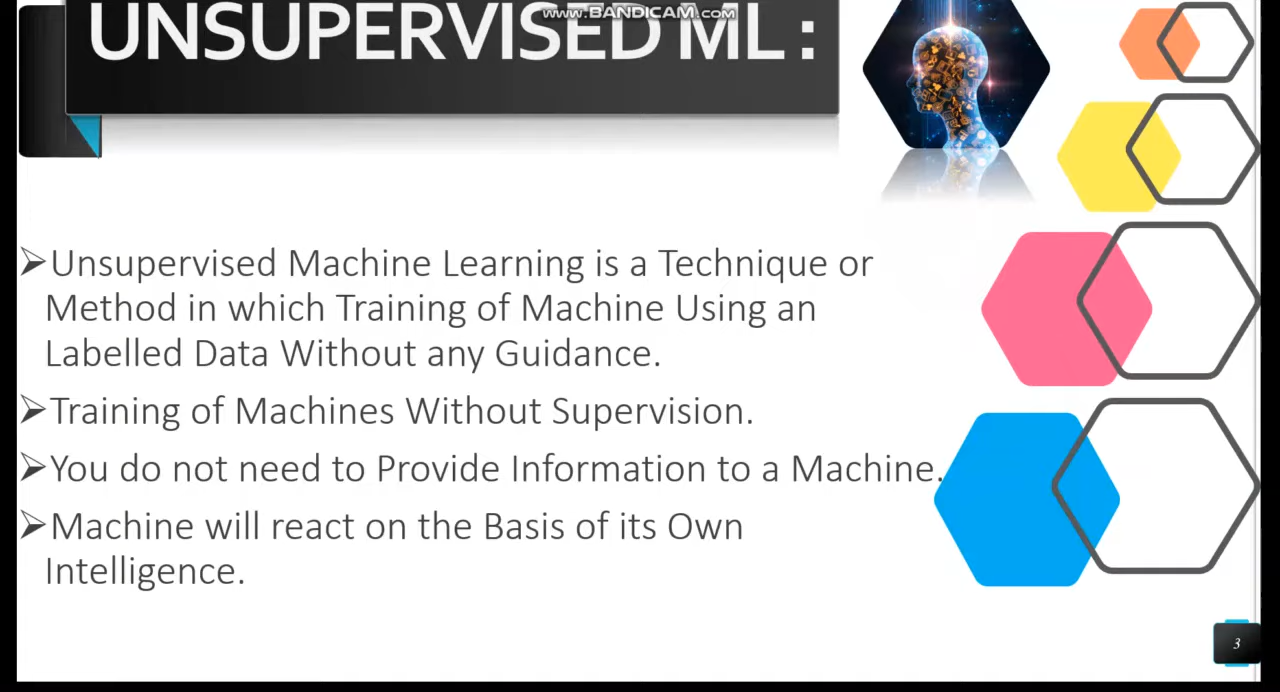 www.BANDICAM.com
UNSUPERVISED ML :
➢Unsupervised Machine Learning is a Technique or
Method in which Training of Machine Using an
Labelled Data Without any Guidance.
➢Training of Machines Without Supervision.
➢You do not need to Provide Information to a Machine.
➢Machine will react on the Basis of its Own
Intelligence.
3